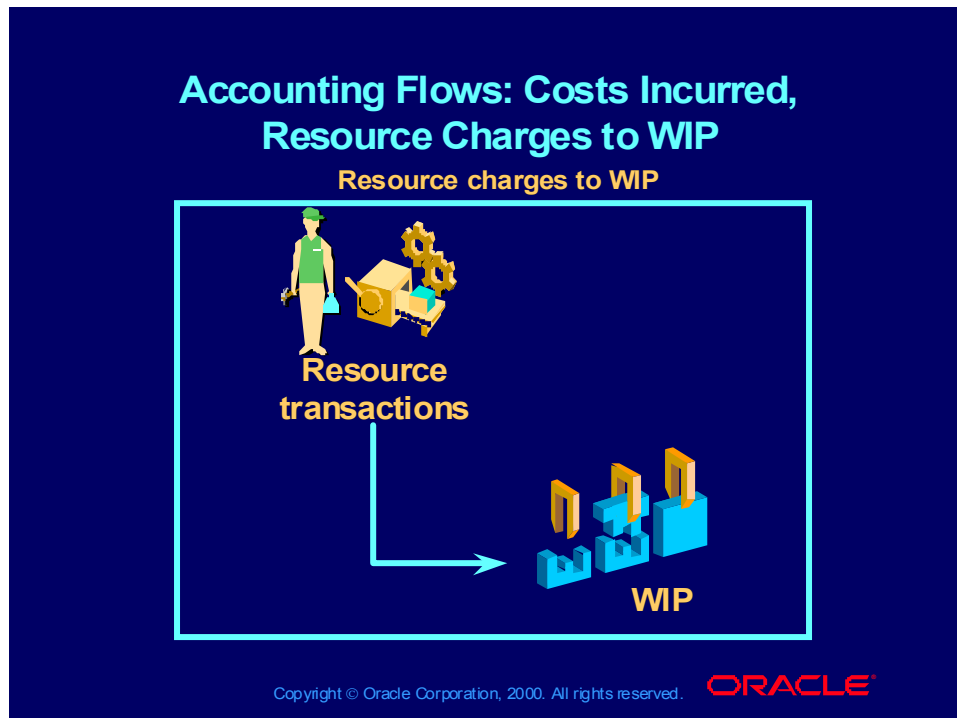 Accounting Flows: Costs Incurred,
Resource Charges to WIP
Resource charges to WIP
Resource
transactions
WIP
Copyright © Oracle Corporation, 2000. All rights reserved.
ORACLE®